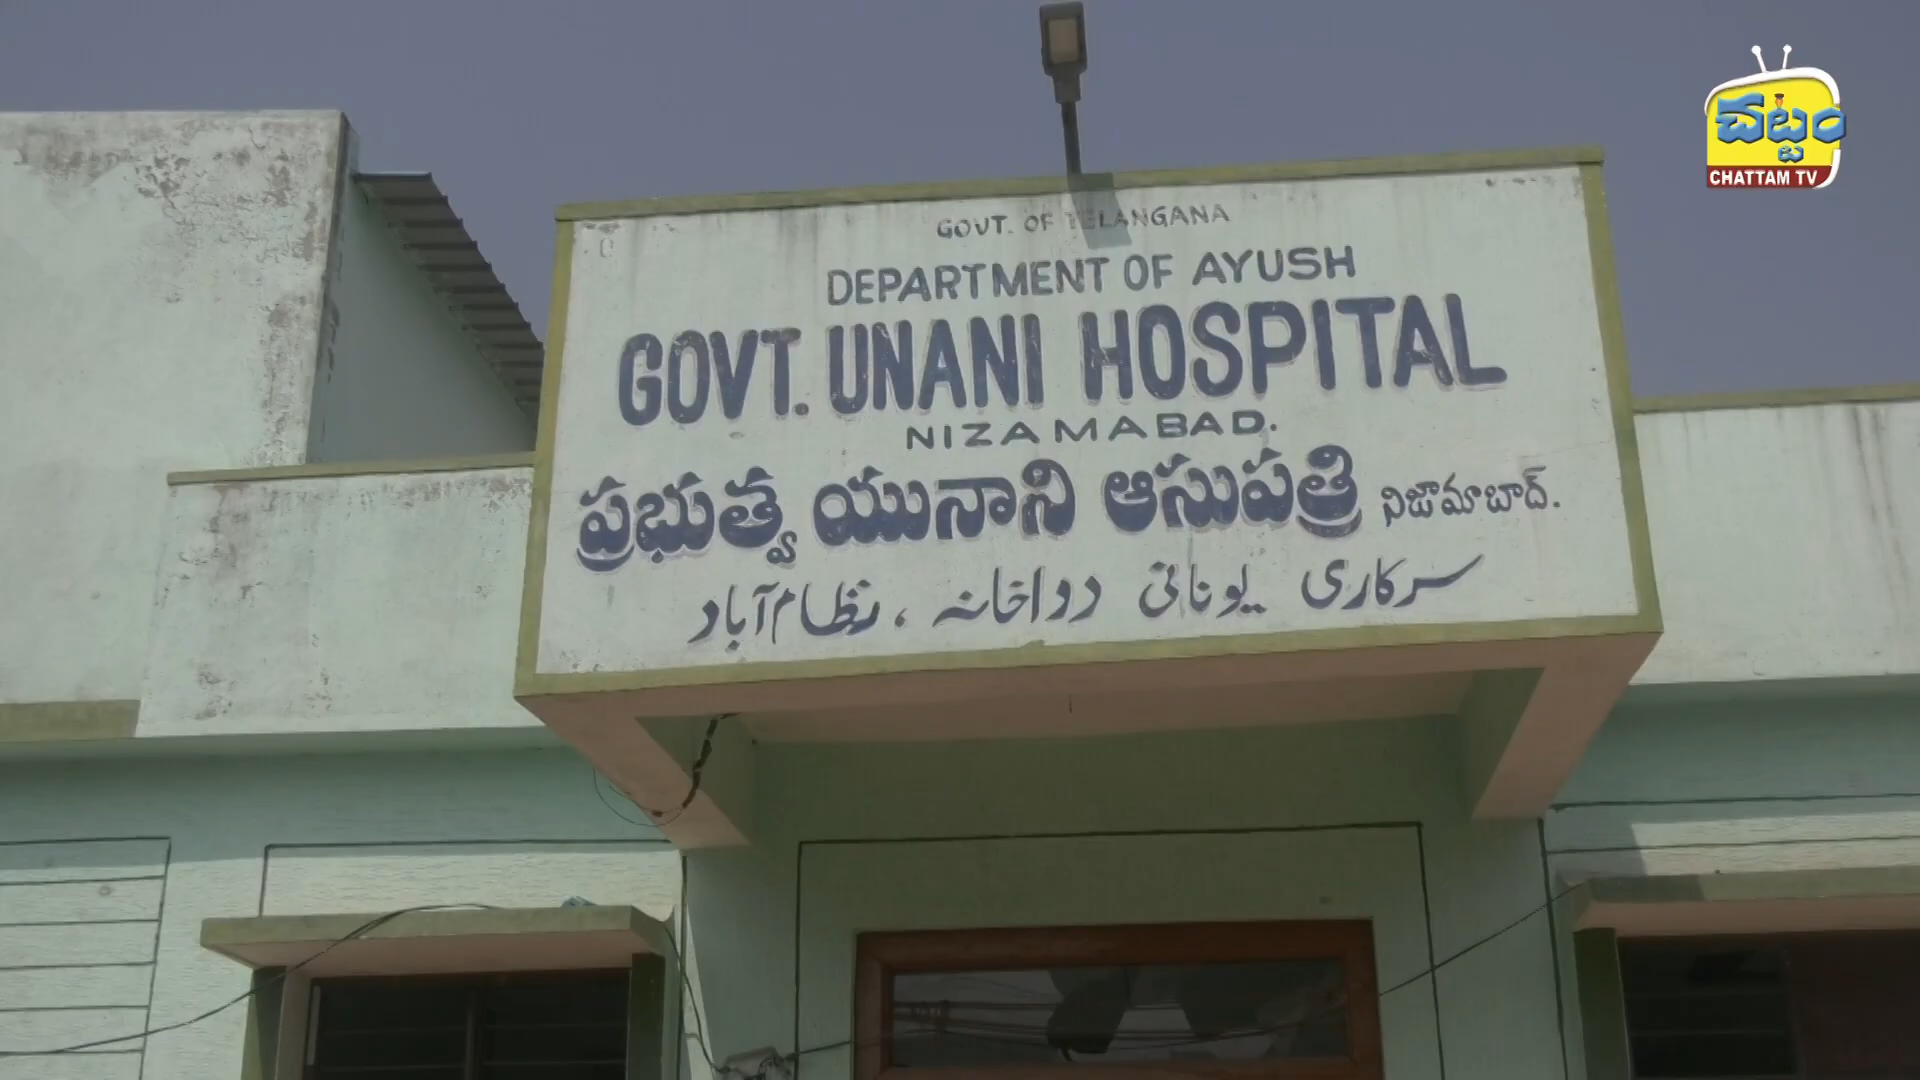 చట్టం
CHATTAM TV
GOVT. OF TELANGANA
DEPARTMENT OF AYUSH
GOVT. UNANI HOSPITAL
NIZAMABAD.
ప్రభుత్వ యునాని ఆసుపత్రి నిజామాబాద్.
سرکاری یونانی دواخانہ ، نظام آباد